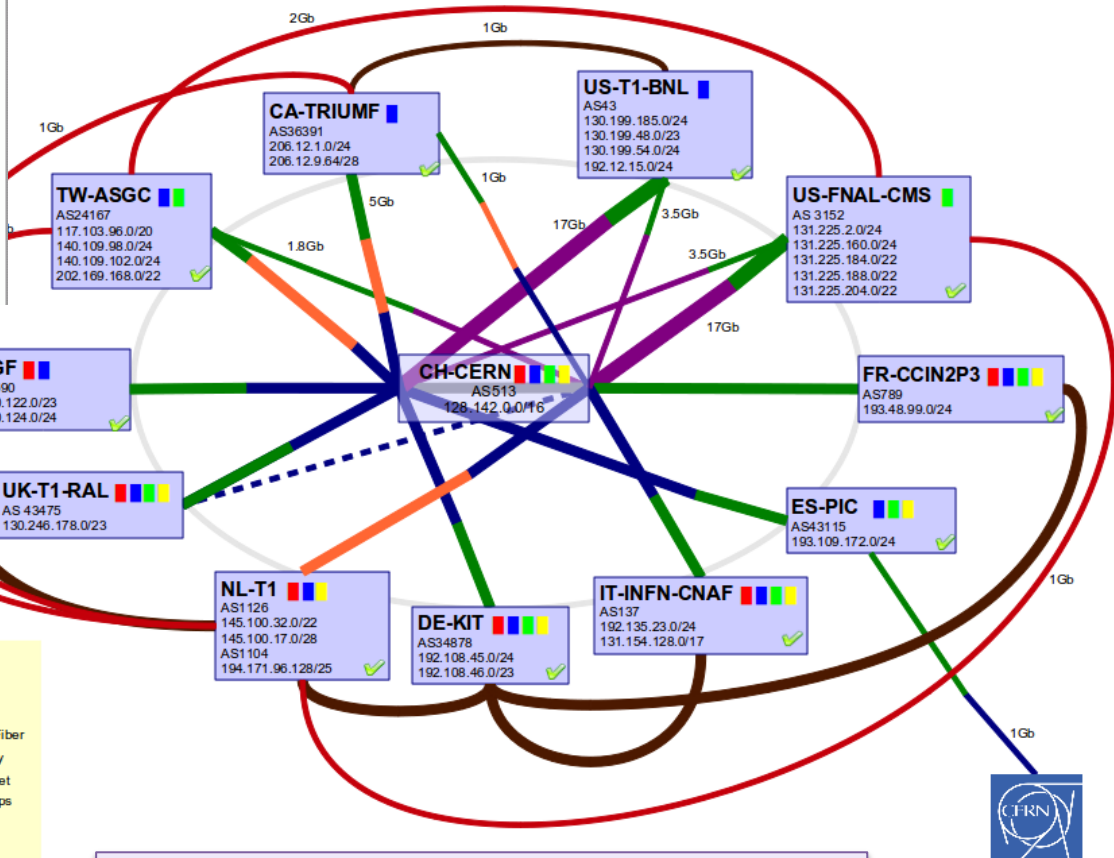 2Gb
1Gb
1Gb
CA-TRIUMF
AS36391
206.12.1.0/24
206.12.9.64/28
US-T1-BNL
AS43
130.199.185.0/24
130.199.48.0/23
130.199.54.0/24
192.12.15.0/24
TW-ASGC
AS24167
117.103.96.0/20
140.109.98.0/24
140.109.102.0/24
202.169.168.0/22
US-FNAL-CMS
AS 3152
131.225.2.0/24
131.225.160.0/24
131.225.184.0/22
131.225.188.0/22
131.225.204.0/22
5Gb
1Gb
17Gb
3.5Gb
1.8Gb
3.5Gb
17Gb
GF
90
.122.0/23
.124.0/24
CH-CERN
AS513
128.142.0.0/16
FR-CCIN2P3
AS789
193.48.99.0/24
UK-T1-RAL
AS 43475
130.246.178.0/23
ES-PIC
AS43115
193.109.172.0/24
NL-T1
AS1126
145.100.32.0/22
145.100.17.0/28
AS1104
194.171.96.128/25
DE-KIT
AS34878
192.108.45.0/24
192.108.46.0/23
IT-INFN-CNAF
AS137
192.135.23.0/24
131.154.128.0/17
1Gb
1Gb
Fiber
y
et
ps
CERN